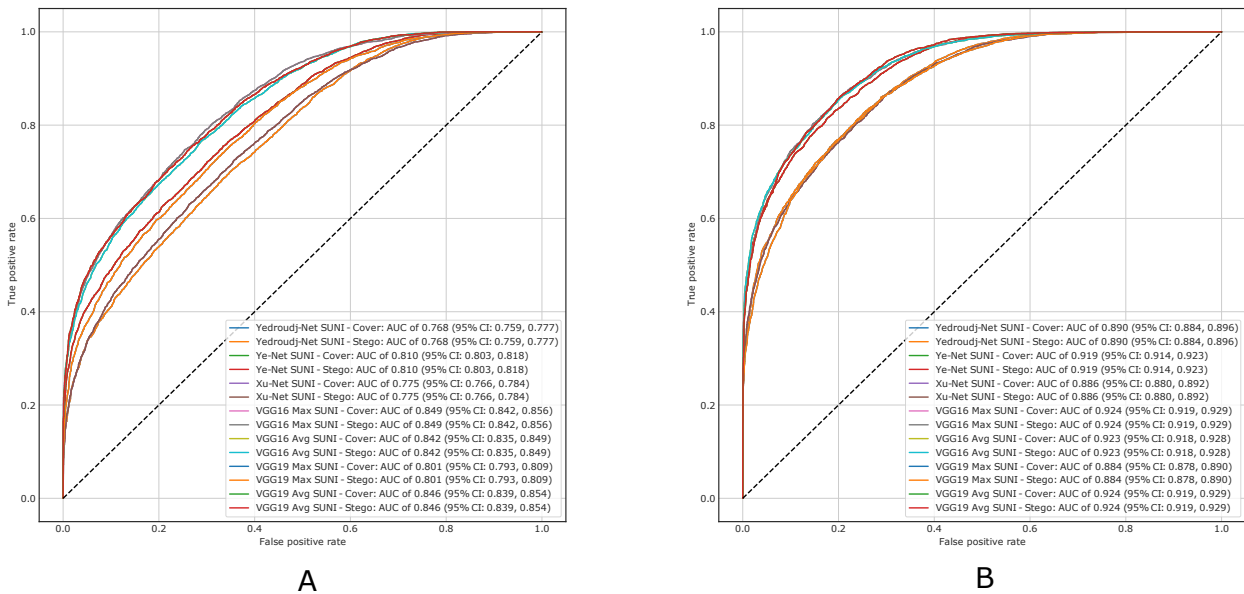 1.0
0.8
0.6
0.4
0.2
0.0
True positive rate
Yedroudj-Net SUNI - Cover: AUC of 0.768 (95% CI: 0.759, 0.777)
Yedroudj-Net SUNI - Stego: AUC of 0.768 (95% CI: 0.759, 0.777)
Ye-Net SUNI - Cover: AUC of 0.810 (95% CI: 0.803, 0.818)
Ye-Net SUNI - Stego: AUC of 0.810 (95% CI: 0.803, 0.818)
Xu-Net SUNI - Cover: AUC of 0.775 (95% CI: 0.766, 0.784)
Xu-Net SUNI - Stego: AUC of 0.775 (95% CI: 0.766, 0.784)
VGG16 Max SUNI - Cover: AUC of 0.849 (95% CI: 0.842, 0.856)
VGG16 Max SUNI - Stego: AUC of 0.849 (95% CI: 0.842, 0.856)
VGG16 Avg SUNI - Cover: AUC of 0.842 (95% CI: 0.835, 0.849)
VGG16 Avg SUNI - Stego: AUC of 0.842 (95% CI: 0.835, 0.849)
VGG19 Max SUNI - Cover: AUC of 0.801 (95% CI: 0.793, 0.809)
VGG19 Max SUNI - Stego: AUC of 0.801 (95% CI: 0.793, 0.809)
VGG19 Avg SUNI - Cover: AUC of 0.846 (95% CI: 0.839, 0.854)
VGG19 Avg SUNI - Stego: AUC of 0.846 (95% CI: 0.839, 0.854)
0.0 0.2 0.4 0.6 0.8 1.0
False positive rate
A
1.0
0.8
0.6
0.4
0.2
0.0
True positive rate
Yedroudj-Net SUNI - Cover: AUC of 0.890 (95% CI: 0.884, 0.896)
Yedroudj-Net SUNI - Stego: AUC of 0.890 (95% CI: 0.884, 0.896)
Ye-Net SUNI - Cover: AUC of 0.919 (95% CI: 0.914, 0.923)
Ye-Net SUNI - Stego: AUC of 0.919 (95% CI: 0.914, 0.923)
Xu-Net SUNI - Cover: AUC of 0.886 (95% CI: 0.880, 0.892)
Xu-Net SUNI - Stego: AUC of 0.886 (95% CI: 0.880, 0.892)
VGG16 Max SUNI - Cover: AUC of 0.924 (95% CI: 0.919, 0.929)
VGG16 Max SUNI - Stego: AUC of 0.924 (95% CI: 0.919, 0.929)
VGG16 Avg SUNI - Cover: AUC of 0.923 (95% CI: 0.918, 0.928)
VGG16 Avg SUNI - Stego: AUC of 0.923 (95% CI: 0.918, 0.928)
VGG19 Max SUNI - Cover: AUC of 0.884 (95% CI: 0.878, 0.890)
VGG19 Max SUNI - Stego: AUC of 0.884 (95% CI: 0.878, 0.890)
VGG19 Avg SUNI - Cover: AUC of 0.924 (95% CI: 0.919, 0.929)
VGG19 Avg SUNI - Stego: AUC of 0.924 (95% CI: 0.919, 0.929)
0.0 0.2 0.4 0.6 0.8 1.0
False positive rate
B